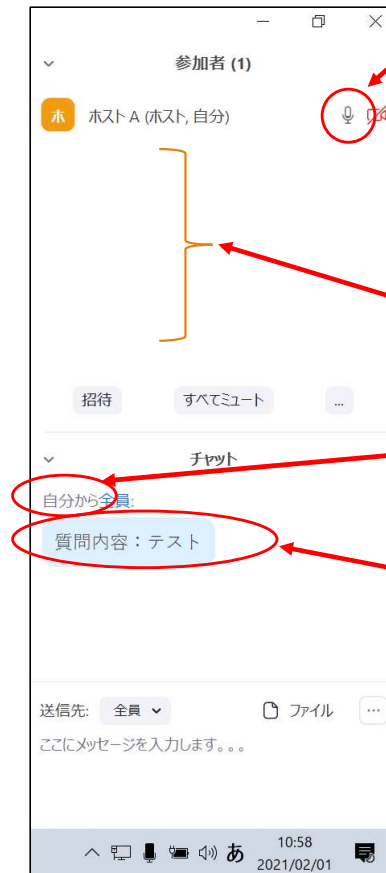 参加者 (1)
ホ ホスト A (ホスト, 自分)
招待 すべてミュート ...
チャット
自分から全員:
質問内容：テスト
送信先: 全員 ファイル ...
ここにメッセージを入力します。。。
あ 10:58
2021/02/01